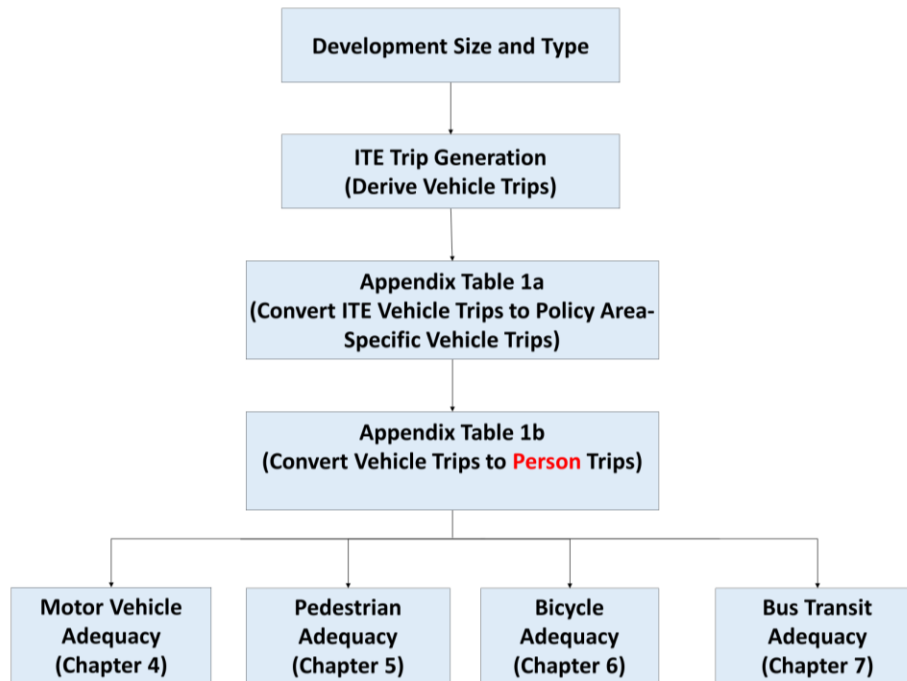 Development Size and Type
ITE Trip Generation
(Derive Vehicle Trips)
Appendix Table 1a
(Convert ITE Vehicle Trips to Policy Area-
Specific Vehicle Trips)
Appendix Table 1b
(Convert Vehicle Trips to Person Trips)
Motor Vehicle
Adequacy
(Chapter 4)
Pedestrian
Adequacy
(Chapter 5)
Bicycle
Adequacy
(Chapter 6)
Bus Transit
Adequacy
(Chapter 7)